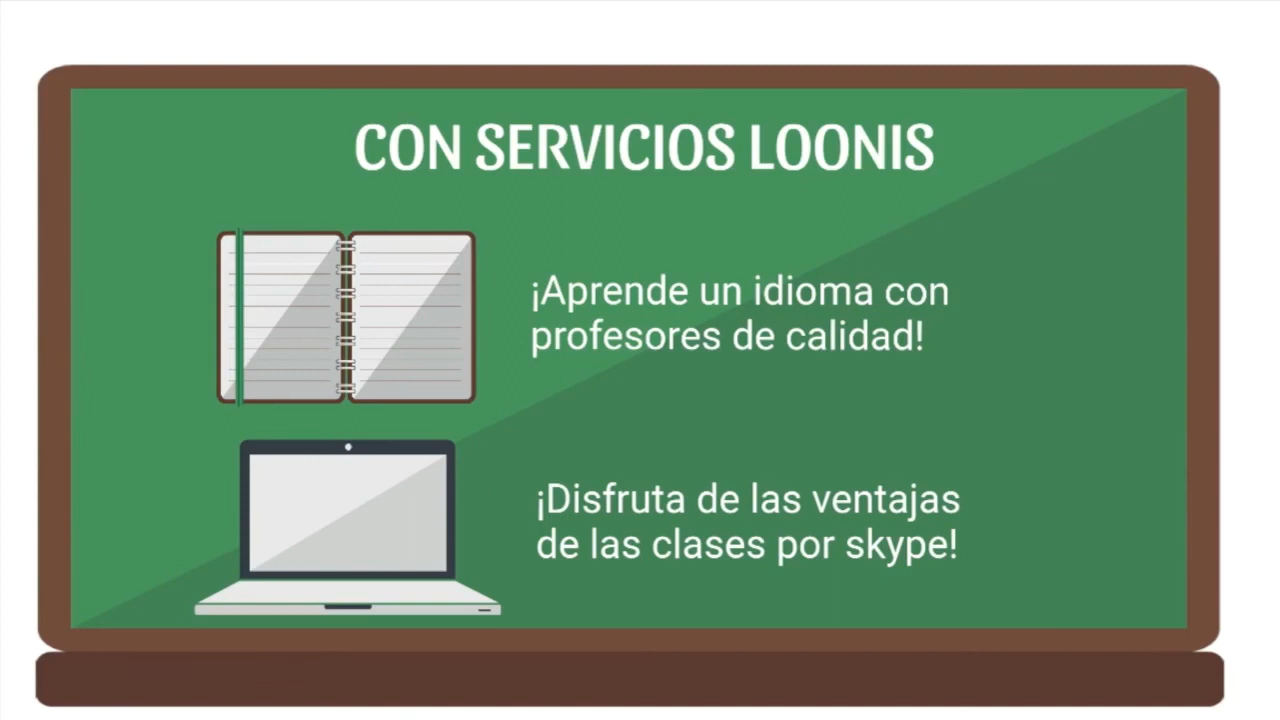 CON SERVICIOS LOONIS
¡Aprende un idioma con
profesores de calidad!
¡Disfruta de las ventajas
de las clases por skype!